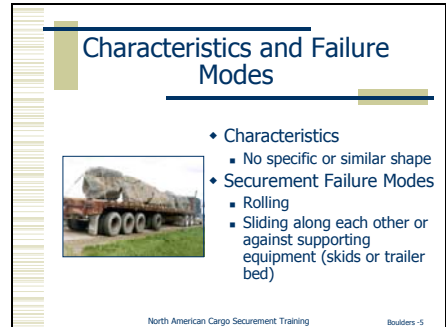 Characteristics and Failure
Modes
◆ Characteristics
■ No specific or similar shape
◆ Securement Failure Modes
■ Rolling
■ Sliding along each other or
against supporting
equipment (skids or trailer
bed)
North American Cargo Securement Training
Boulders -5